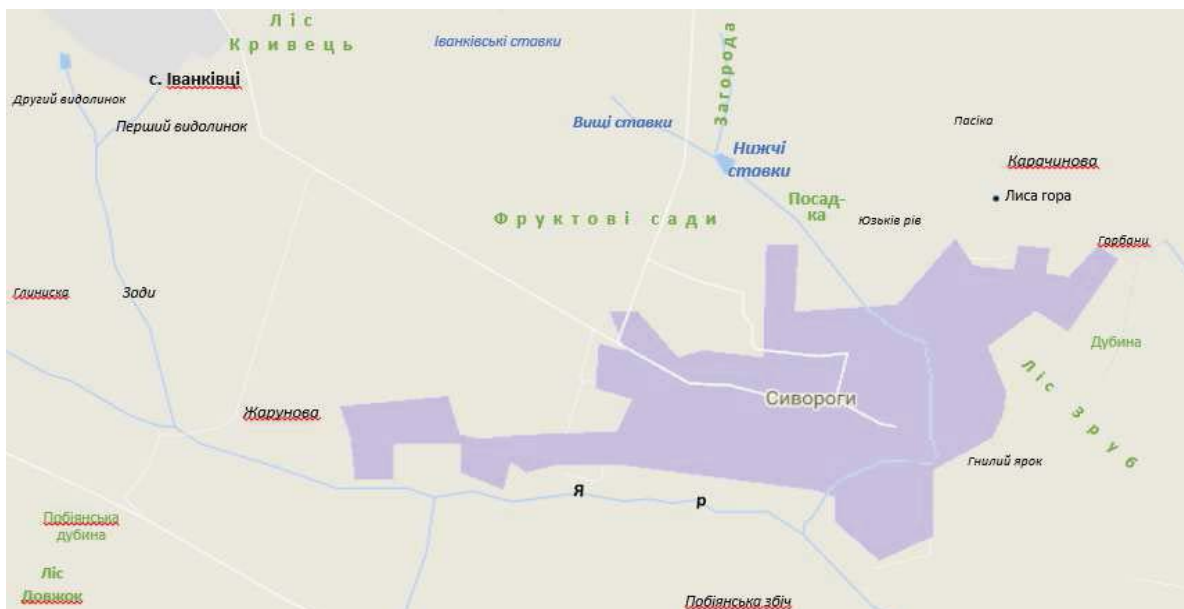 Ліс
Кривець
Іванківські ставки
Загорода
с. Іванківці
Другий видолинок
Перший видолинок
Вищі ставки
Нижчі
ставки
Пасіка
Карачинова
Лиса гора
Посад-
ка
Юзьків рів
Фруктові сади
Горбани
Глиниска
Зоди
Дубина
Ліс Зруб
Жарунова
Сивороги
Гнилий ярок
Яр
Побіянська
дубина
Ліс
Довжок
Побіянська збіч